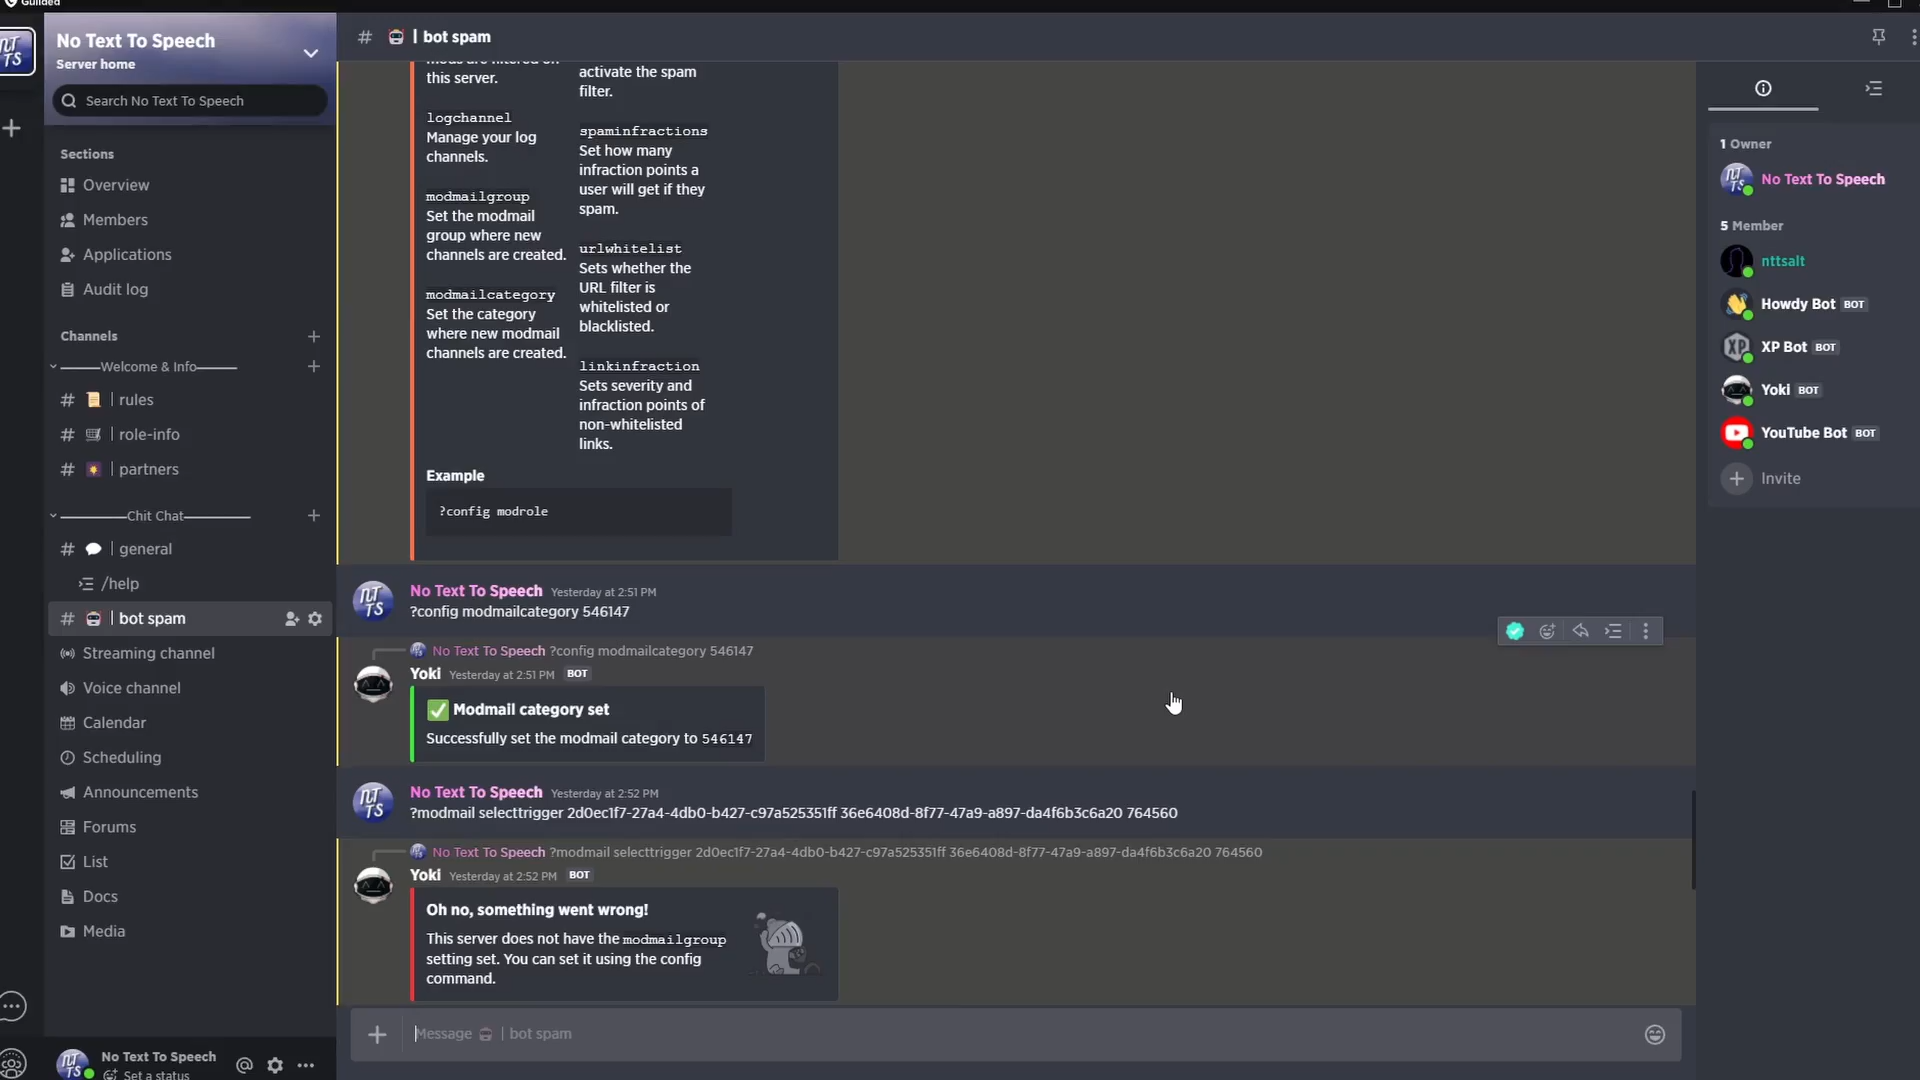 Guilded
No Text To Speech
Server home
Search No Text To Speech
Sections
Overview
Members
Applications
Audit log
Channels
Welcome & Info
# | rules
# | role-info
# | partners
Chit Chat
# | general
/help
# | bot spam
Streaming channel
Voice channel
Calendar
Scheduling
Announcements
Forums
List
Docs
Media
NTTS
No Text To Speech
Set a status
# | bot spam
mods are filtered on
this server.
logchannel
Manage your log
channels.
modmailgroup
Set the modmail
group where new
channels are created.
modmailcategory
Set the category
where new modmail
channels are created.
activate the spam
filter.
spaminfractions
Set how many
infraction points a
user will get if they
spam.
urlwhitelist
Sets whether the
URL filter is
whitelisted or
blacklisted.
linkinfraction
Sets severity and
infraction points of
non-whitelisted
links.
Example
?config modrole
NTTS
No Text To Speech Yesterday at 2:51 PM
?config modmailcategory 546147
No Text To Speech ?config modmailcategory 546147
Yoki Yesterday at 2:51 PM BOT
Modmail category set
Successfully set the modmail category to 546147
NTTS
No Text To Speech Yesterday at 2:52 PM
?modmail selecttrigger 2d0ec1f7-27a4-4db0-b427-c97a525351ff 36e6408d-8f77-47a9-a897-da4f6b3c6a20 764560
No Text To Speech ?modmail selecttrigger 2d0ec1f7-27a4-4db0-b427-c97a525351ff 36e6408d-8f77-47a9-a897-da4f6b3c6a20 764560
Yoki Yesterday at 2:52 PM BOT
Oh no, something went wrong!
This server does not have the modmailgroup
setting set. You can set it using the config
command.
Message | bot spam
1 Owner
NTTS
No Text To Speech
5 Member
nttsalt
Howdy Bot BOT
XP
XP Bot BOT
Yoki BOT
YouTube Bot BOT
Invite